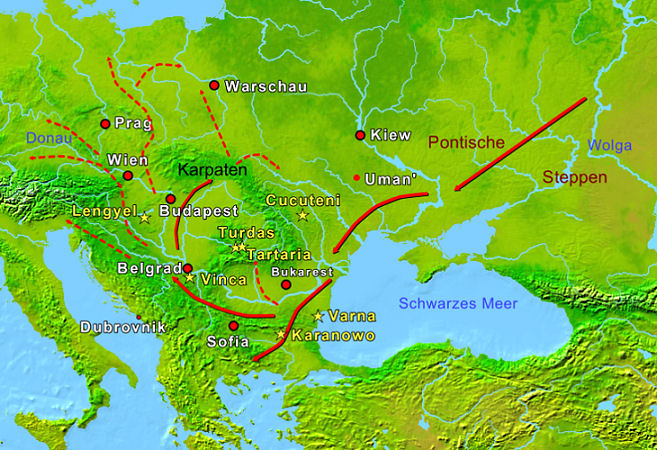 Warschau
Prag
Kiew
Donau
Pontische
Wolga
Wien
Karpaten
Uman'
Steppen
Lengyel
Budapest
Cucuteni
Turdas
Tartaria
Belgrad
Vinca
Bukarest
Schwarzes Meer
Varna
Dubrovnik
Sofia
Karanowo